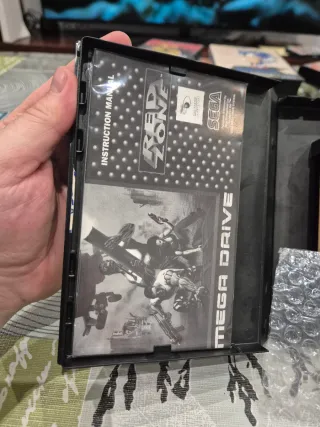 INSTRUCTION MANUAL
RED
ZONE
SEGA
MEGA DRIVE